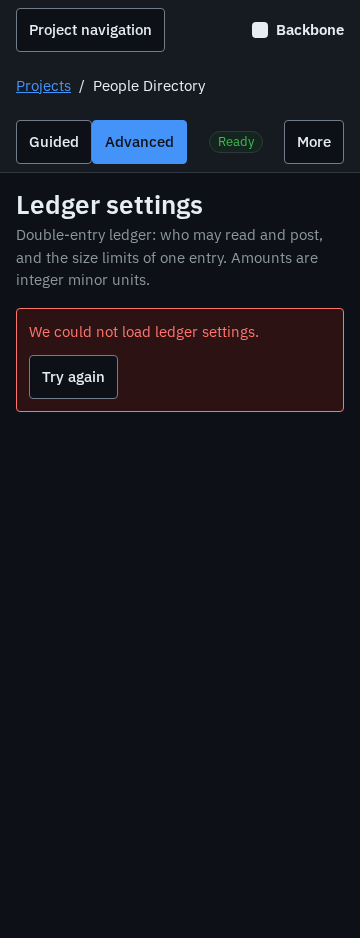 Project navigation
Backbone
Projects / People Directory
Guided
Advanced
Ready
More
Ledger settings
Double-entry ledger: who may read and post,
and the size limits of one entry. Amounts are
integer minor units.
We could not load ledger settings.
Try again